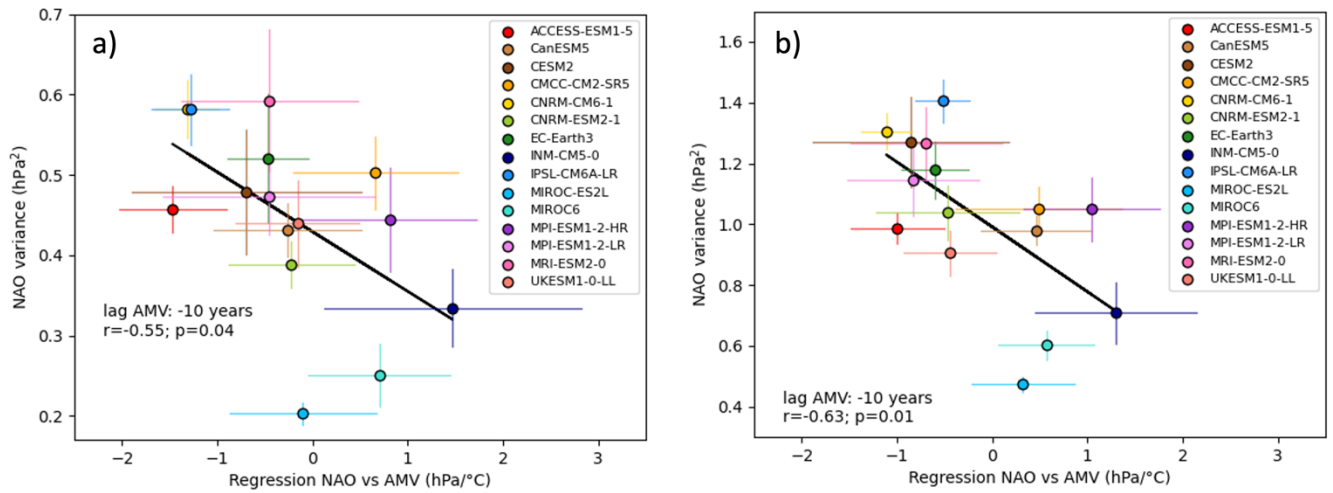 a)
0.7
0.6
0.5
0.4
0.3
0.2
NAO variance (hPa²)
−2
−1
0
1
2
3
Regression NAO vs AMV (hPa/°C)
lag AMV: -10 years
r=-0.55; p=0.04
ACCESS-ESM1-5
CanESM5
CESM2
CMCC-CM2-SR5
CNRM-CM6-1
CNRM-ESM2-1
EC-Earth3
INM-CM5-0
IPSL-CM6A-LR
MIROC-ES2L
MIROC6
MPI-ESM1-2-HR
MPI-ESM1-2-LR
MRI-ESM2-0
UKESM1-0-LL
b)
1.6
1.4
1.2
1.0
0.8
0.6
0.4
NAO variance (hPa²)
−2
−1
0
1
2
3
Regression NAO vs AMV (hPa/°C)
lag AMV: -10 years
r=-0.63; p=0.01
ACCESS-ESM1-5
CanESM5
CESM2
CMCC-CM2-SR5
CNRM-CM6-1
CNRM-ESM2-1
EC-Earth3
INM-CM5-0
IPSL-CM6A-LR
MIROC-ES2L
MIROC6
MPI-ESM1-2-HR
MPI-ESM1-2-LR
MRI-ESM2-0
UKESM1-0-LL